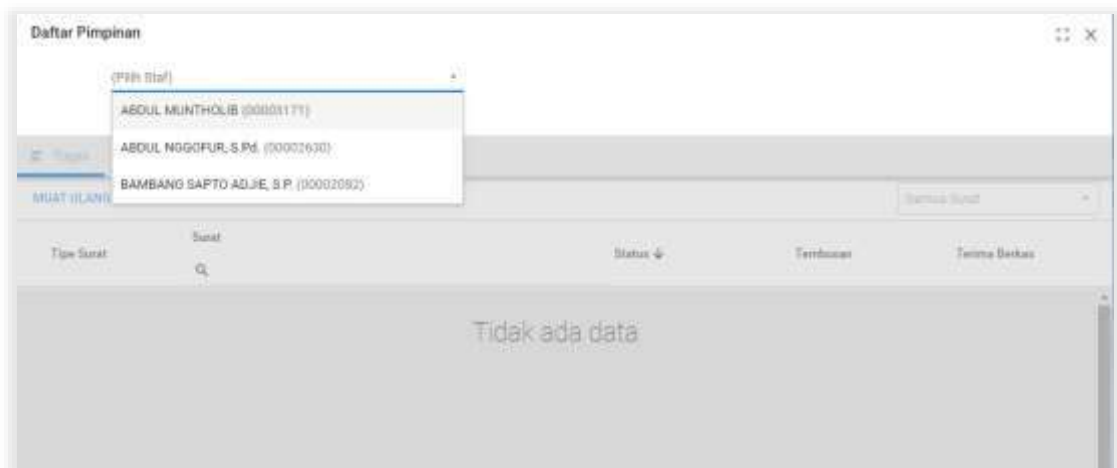 Daftar Pimpinan
(Pilih Staf)
ABDUL MUNTHOLIB (00003171)
ABDUL NGGOFUR, S.Pd. (00002630)
BAMBANG SAPTO ADJIE, S.P. (00002092)
Tugas
MUAT ULANG
Semua Surat
Tipe Surat
Surat
Status
Tembusan
Terima Berkas
Tidak ada data